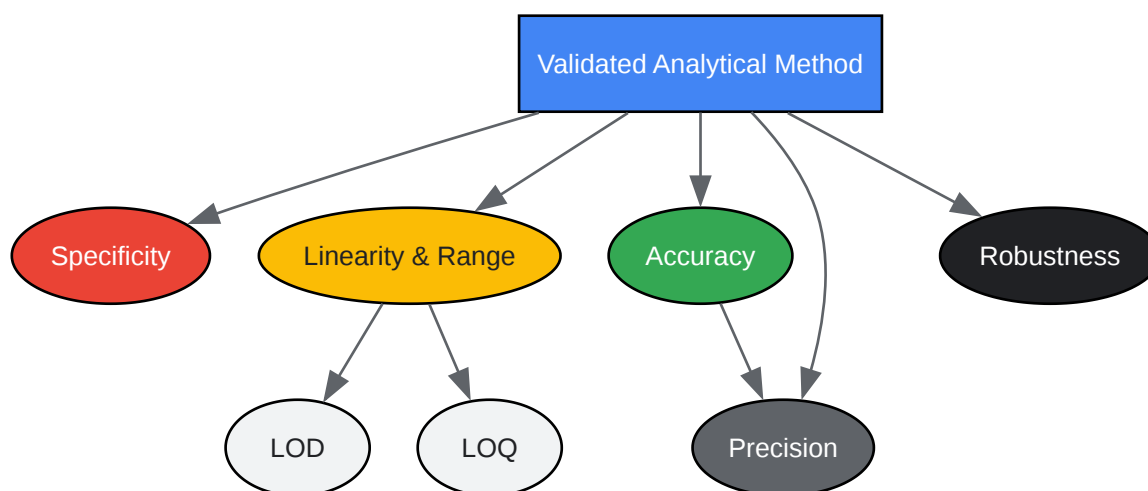 Validated Analytical Method
Specificity
Linearity & Range
Accuracy
Robustness
LOD
LOQ
Precision